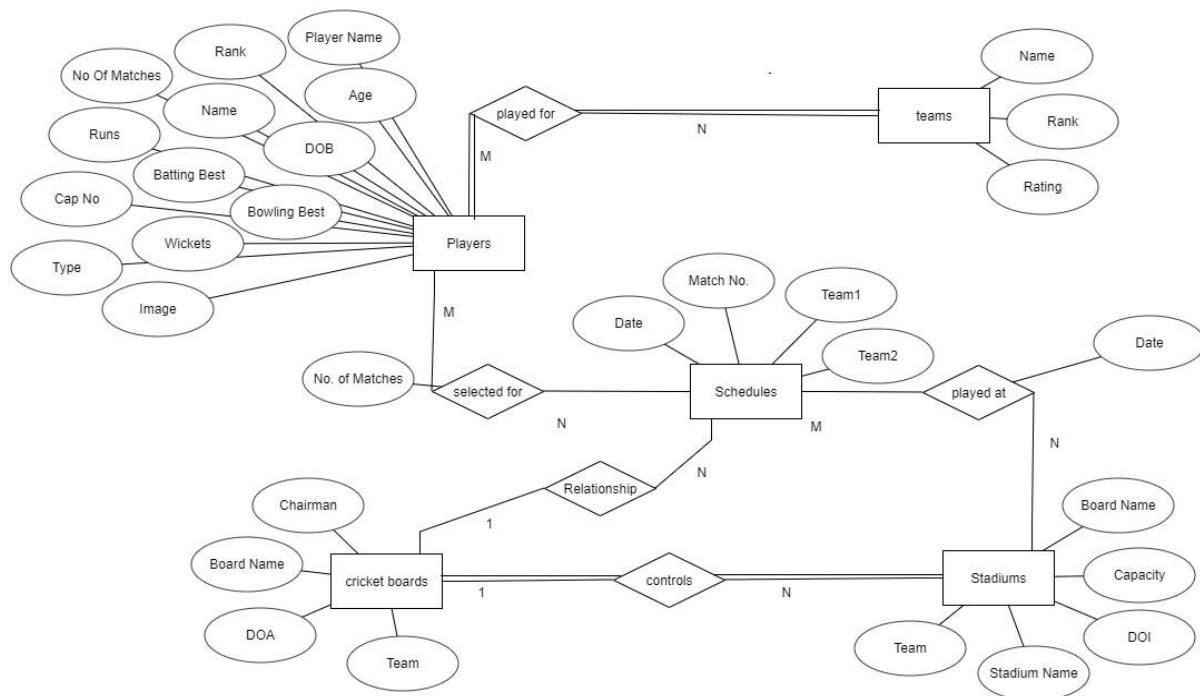 Player Name
Rank
Name
No Of Matches
Age
Name
played for
teams
Rank
Runs
N
DOB
M
Batting Best
Rating
Cap No
Bowling Best
Players
Wickets
Type
Match No.
Team1
Image
M
Date
Date
Team2
No. of Matches
selected for
Schedules
played at
N
M
N
N
Relationship
Chairman
Board Name
1
Board Name
cricket boards
controls
Stadiums
Capacity
1
N
DOA
DOI
Team
Team
Stadium Name